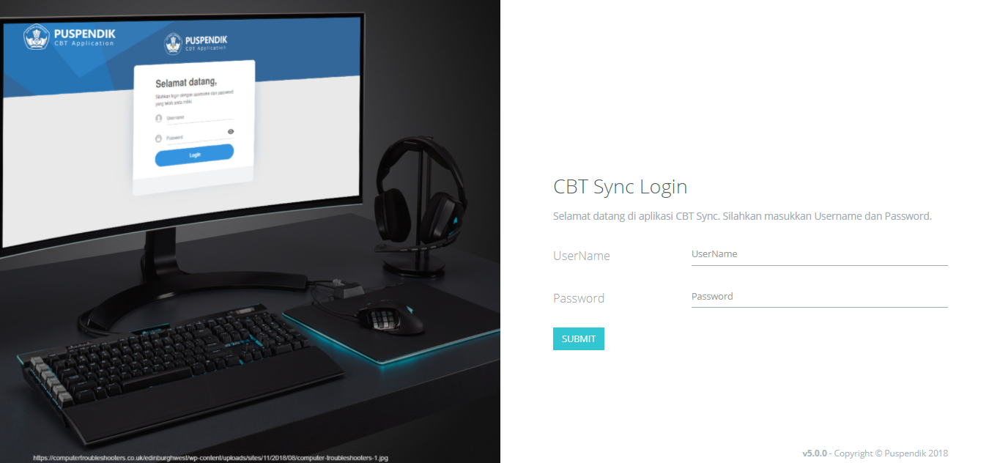 PUSPENDIK
CBT Application
PUSPENDIK
CBT Application
Selamat datang,
Silahkan login dengan username dan password
yang telah anda miliki.
Username
Password
Login
https://computertroubleshooters.co.uk/edinburghwest/wp-content/uploads/sites/11/2018/08/computer-troubleshooters-1.jpg
CBT Sync Login
Selamat datang di aplikasi CBT Sync. Silahkan masukkan Username dan Password.
UserName UserName
Password Password
SUBMIT
v5.0.0 - Copyright © Puspendik 2018